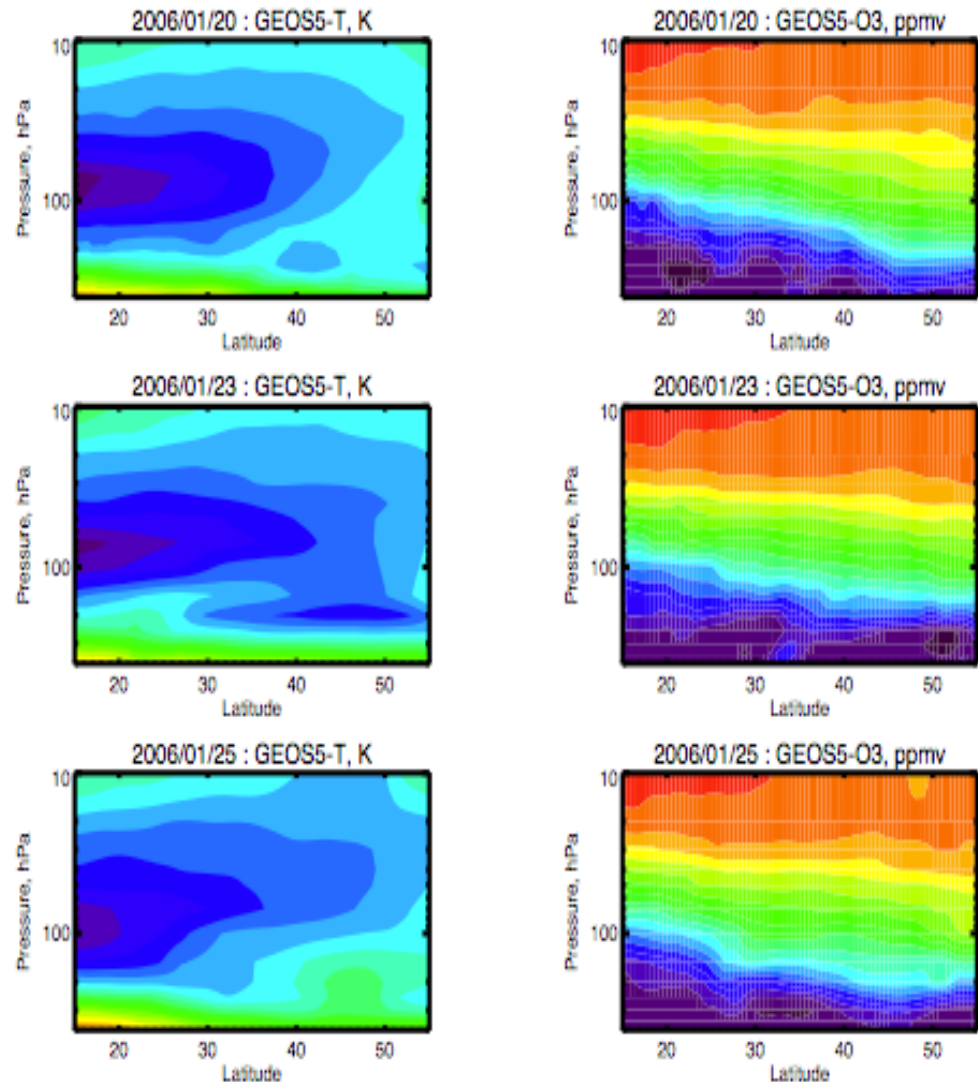 2006/01/20 : GEOS5-T, K
Pressure, hPa
10
100
20 30 40 50
Latitude
2006/01/20 : GEOS5-O3, ppmv
Pressure, hPa
10
100
20 30 40 50
Latitude
2006/01/23 : GEOS5-T, K
Pressure, hPa
10
100
20 30 40 50
Latitude
2006/01/23 : GEOS5-O3, ppmv
Pressure, hPa
10
100
20 30 40 50
Latitude
2006/01/25 : GEOS5-T, K
Pressure, hPa
10
100
20 30 40 50
Latitude
2006/01/25 : GEOS5-O3, ppmv
Pressure, hPa
10
100
20 30 40 50
Latitude